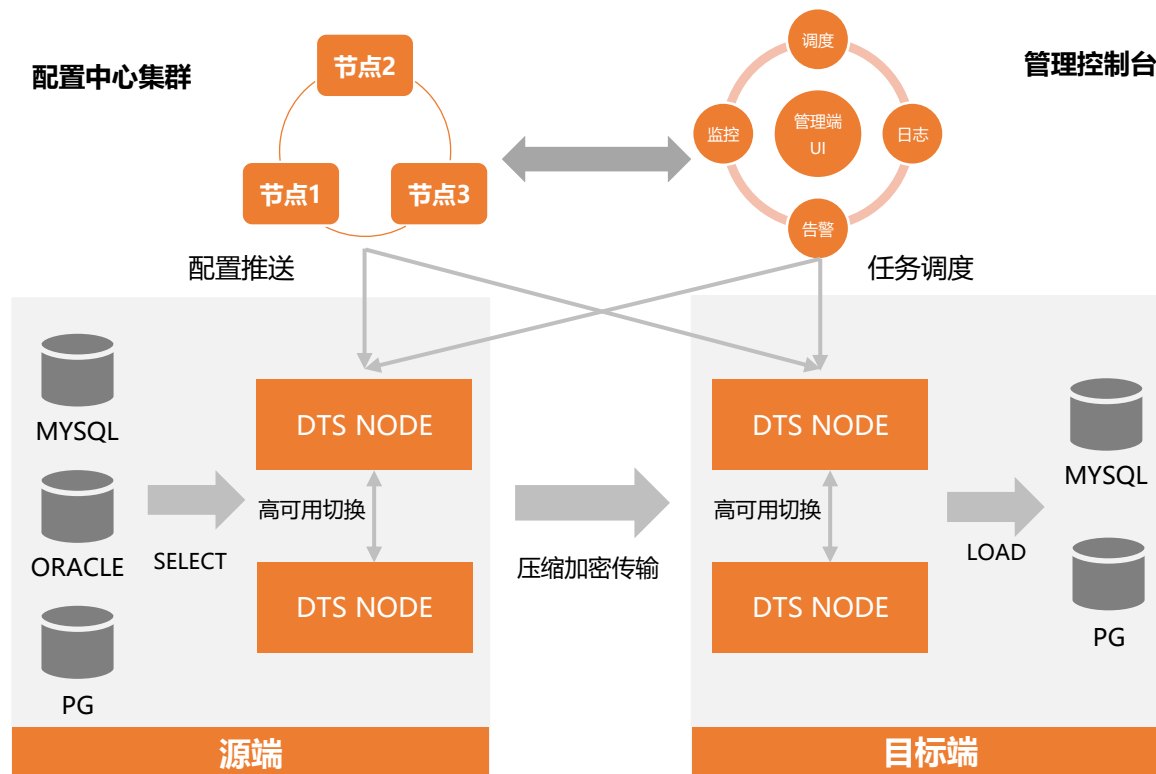 配置中心集群
节点2
节点1
节点3
调度
监控
管理端
UI
日志
告警
管理控制台
配置推送
任务调度
MYSQL
ORACLE
PG
SELECT
DTS NODE
高可用切换
DTS NODE
压缩加密传输
DTS NODE
高可用切换
DTS NODE
LOAD
MYSQL
PG
源端
目标端